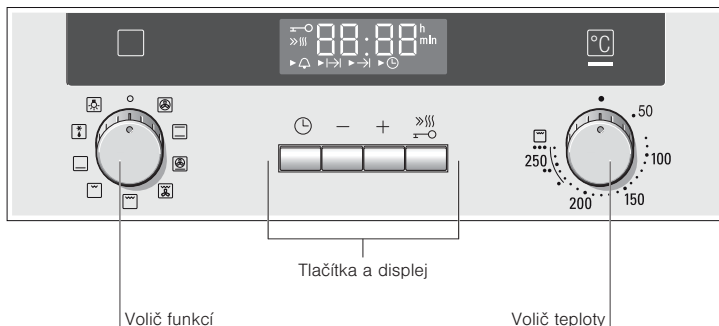 h
88:88 min
°C
50
100
150
200
250
Tlačítka a displej
Volič funkcí
Volič teploty